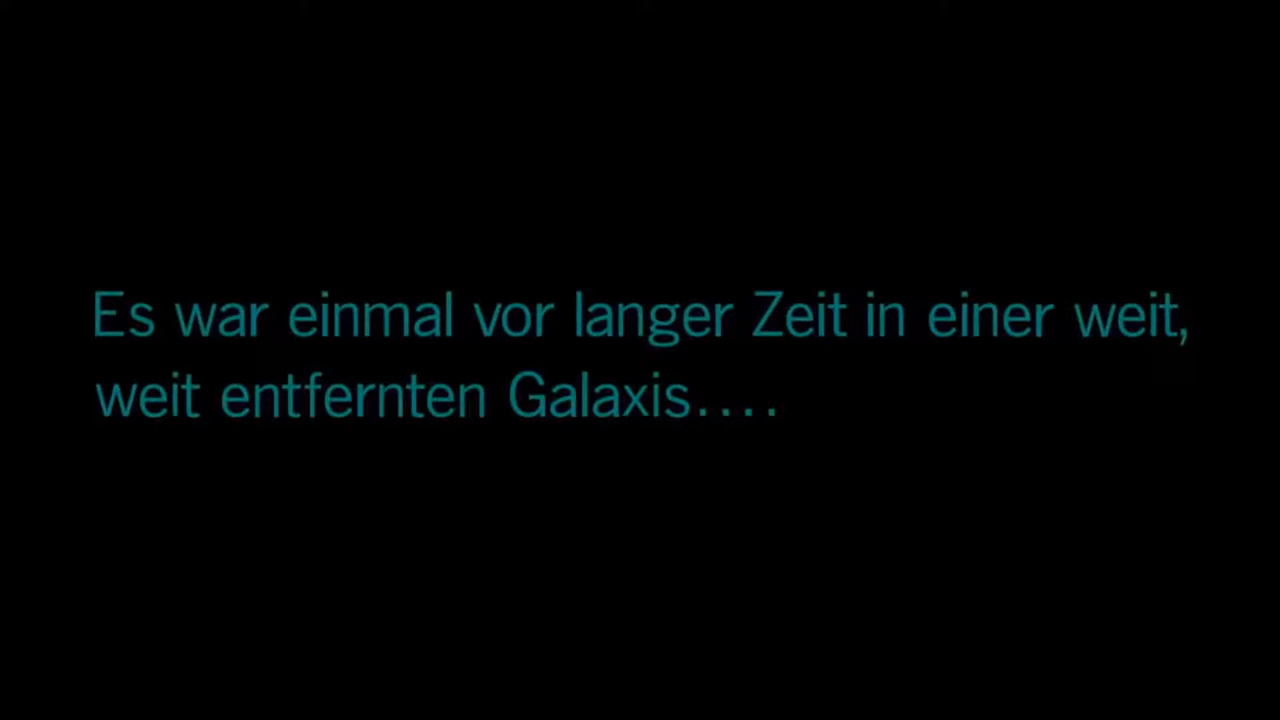 Es war einmal vor langer Zeit in einer weit,
weit entfernten Galaxis....